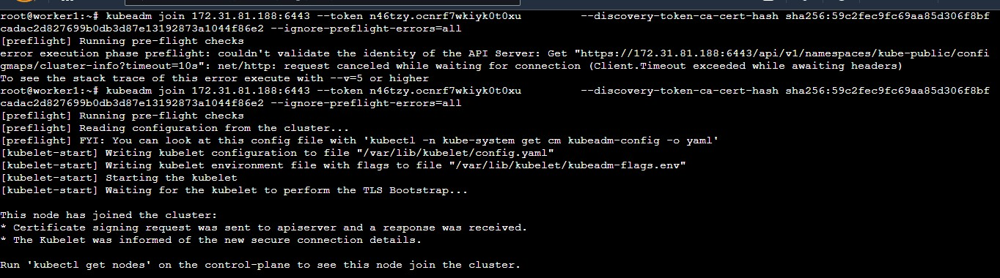 root@worker1:~# kubeadm join 172.31.81.188:6443 --token n46tzy.ocnrf7wkiyk0t0xu         --discovery-token-ca-cert-hash sha256:59c2fec9fc69aa85d306f8bf
cadac2d827699b0db3d87e13192873a1044f86e2 --ignore-preflight-errors=all
[preflight] Running pre-flight checks
error execution phase preflight: couldn't validate the identity of the API Server: Get "https://172.31.81.188:6443/api/v1/namespaces/kube-public/confi
gmaps/cluster-info?timeout=10s": net/http: request canceled while waiting for connection (Client.Timeout exceeded while awaiting headers)
To see the stack trace of this error execute with --v=5 or higher
root@worker1:~# kubeadm join 172.31.81.188:6443 --token n46tzy.ocnrf7wkiyk0t0xu         --discovery-token-ca-cert-hash sha256:59c2fec9fc69aa85d306f8bf
cadac2d827699b0db3d87e13192873a1044f86e2 --ignore-preflight-errors=all
[preflight] Running pre-flight checks
[preflight] Reading configuration from the cluster...
[preflight] FYI: You can look at this config file with 'kubectl -n kube-system get cm kubeadm-config -o yaml'
[kubelet-start] Writing kubelet configuration to file "/var/lib/kubelet/config.yaml"
[kubelet-start] Writing kubelet environment file with flags to file "/var/lib/kubelet/kubeadm-flags.env"
[kubelet-start] Starting the kubelet
[kubelet-start] Waiting for the kubelet to perform the TLS Bootstrap...

This node has joined the cluster:
* Certificate signing request was sent to apiserver and a response was received.
* The Kubelet was informed of the new secure connection details.

Run 'kubectl get nodes' on the control-plane to see this node join the cluster.